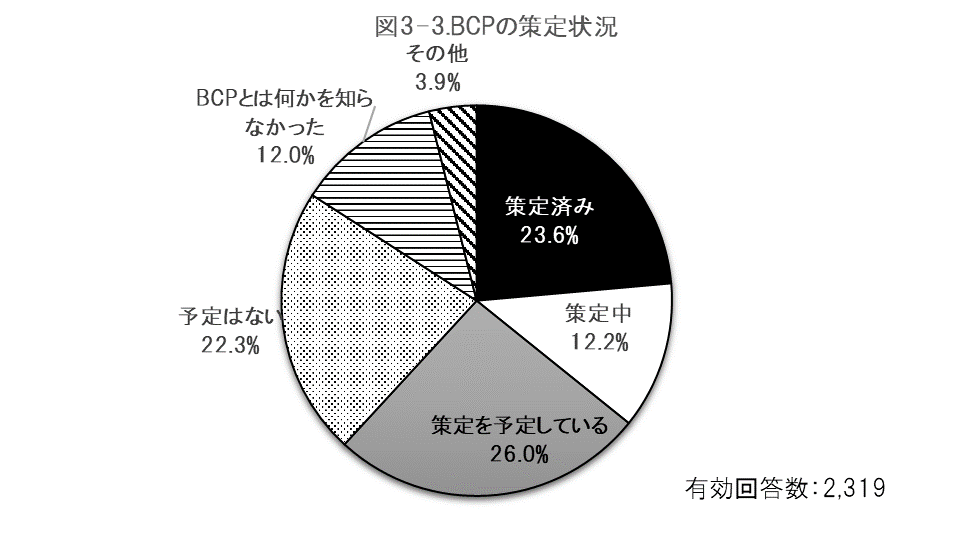 図3-3.BCPの策定状況
その他
3.9%
BCPとは何かを知ら
なかった
12.0%
策定済み
23.6%
策定中
12.2%
予定はない
22.3%
策定を予定している
26.0%
有効回答数：2,319